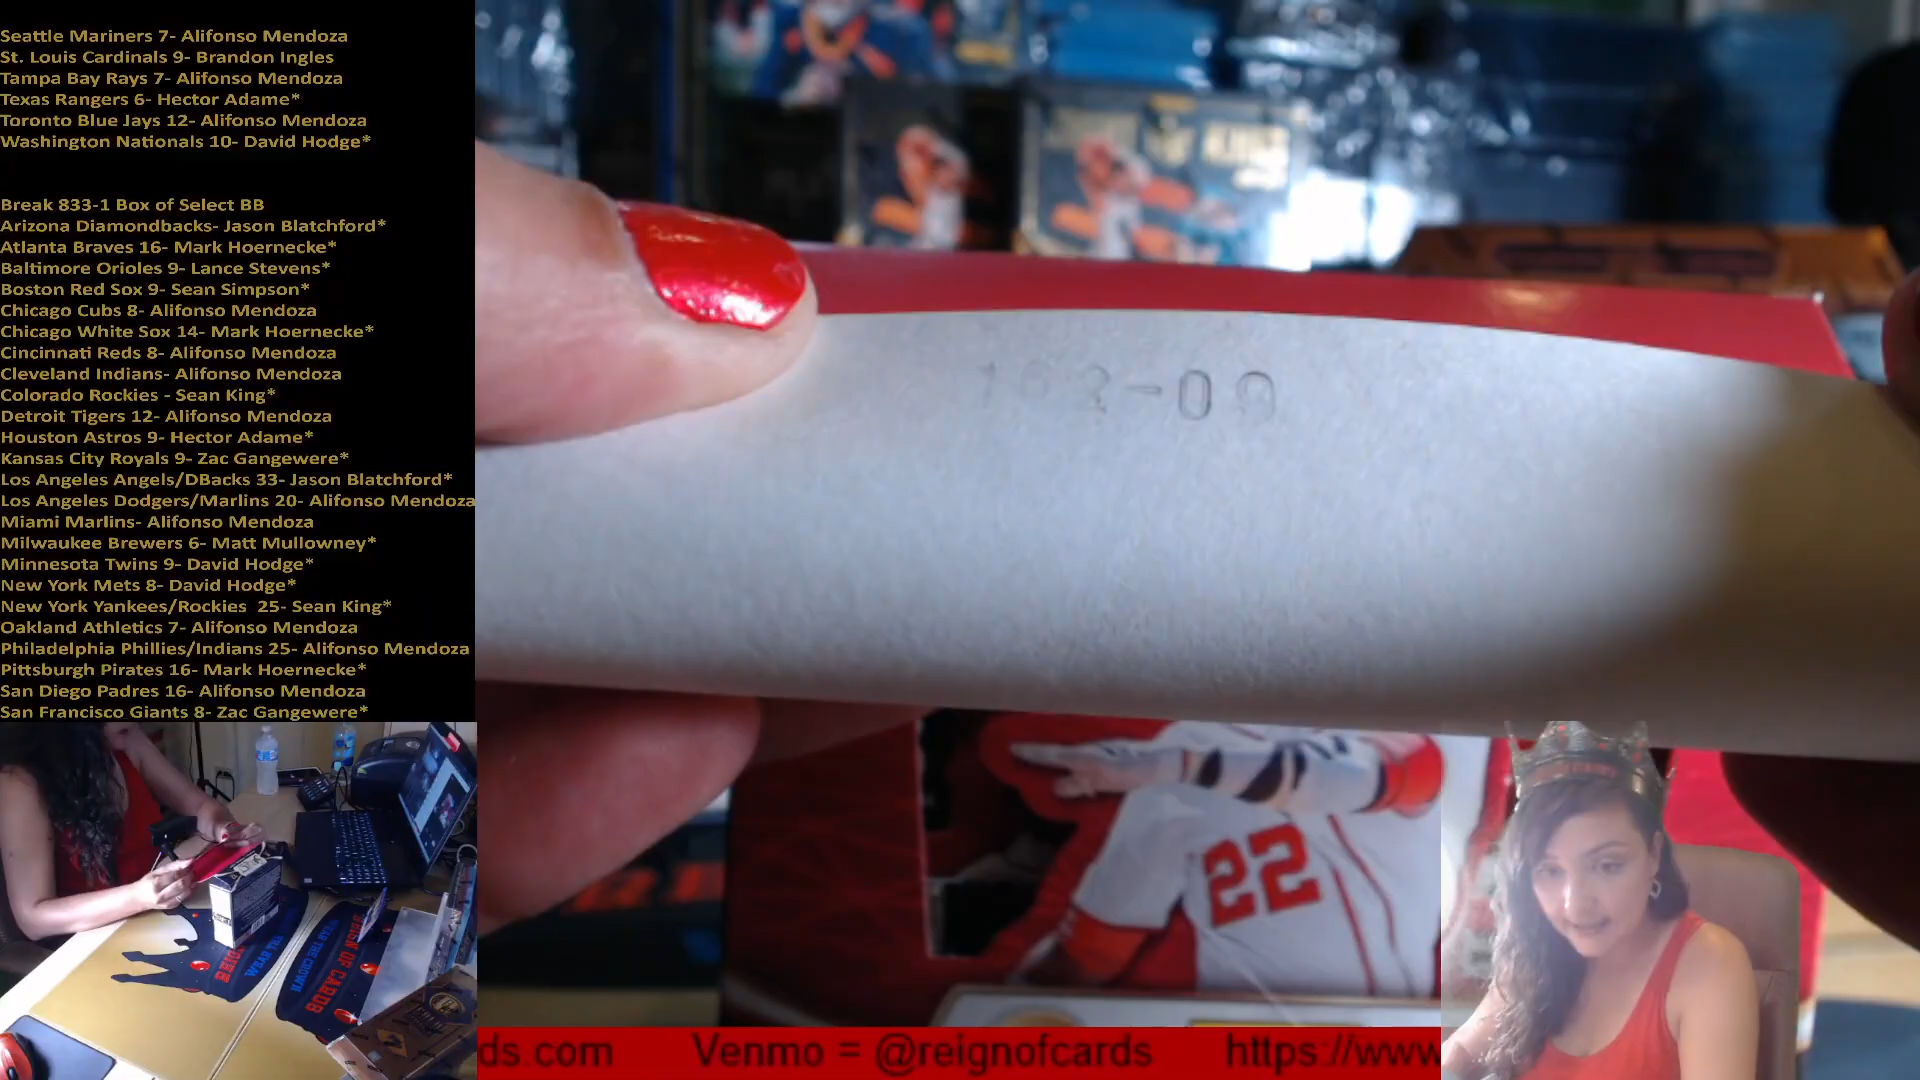 Seattle Mariners 7- Alifonso Mendoza
St. Louis Cardinals 9- Brandon Ingles
Tampa Bay Rays 7- Alifonso Mendoza
Texas Rangers 6- Hector Adame*
Toronto Blue Jays 12- Alifonso Mendoza
Washington Nationals 10- David Hodge*
Break 833-1 Box of Select BB
Arizona Diamondbacks- Jason Blatchford*
Atlanta Braves 16- Mark Hoernecke*
Baltimore Orioles 9- Lance Stevens*
Boston Red Sox 9- Sean Simpson*
Chicago Cubs 8- Alifonso Mendoza
Chicago White Sox 14- Mark Hoernecke*
Cincinnati Reds 8- Alifonso Mendoza
Cleveland Indians- Alifonso Mendoza
Colorado Rockies - Sean King*
Detroit Tigers 12- Alifonso Mendoza
Houston Astros 9- Hector Adame*
Kansas City Royals 9- Zac Gangewere*
Los Angeles Angels/DBacks 33- Jason Blatchford*
Los Angeles Dodgers/Marlins 20- Alifonso Mendoza
Miami Marlins- Alifonso Mendoza
Milwaukee Brewers 6- Matt Mullowney*
Minnesota Twins 9- David Hodge*
New York Mets 8- David Hodge*
New York Yankees/Rockies  25- Sean King*
Oakland Athletics 7- Alifonso Mendoza
Philadelphia Phillies/Indians 25- Alifonso Mendoza
Pittsburgh Pirates 16- Mark Hoernecke*
San Diego Padres 16- Alifonso Mendoza
San Francisco Giants 8- Zac Gangewere*
22
WEAR THE CROWN
REIGN OF CARDS
ds.com Venmo = @reignofcards https://www